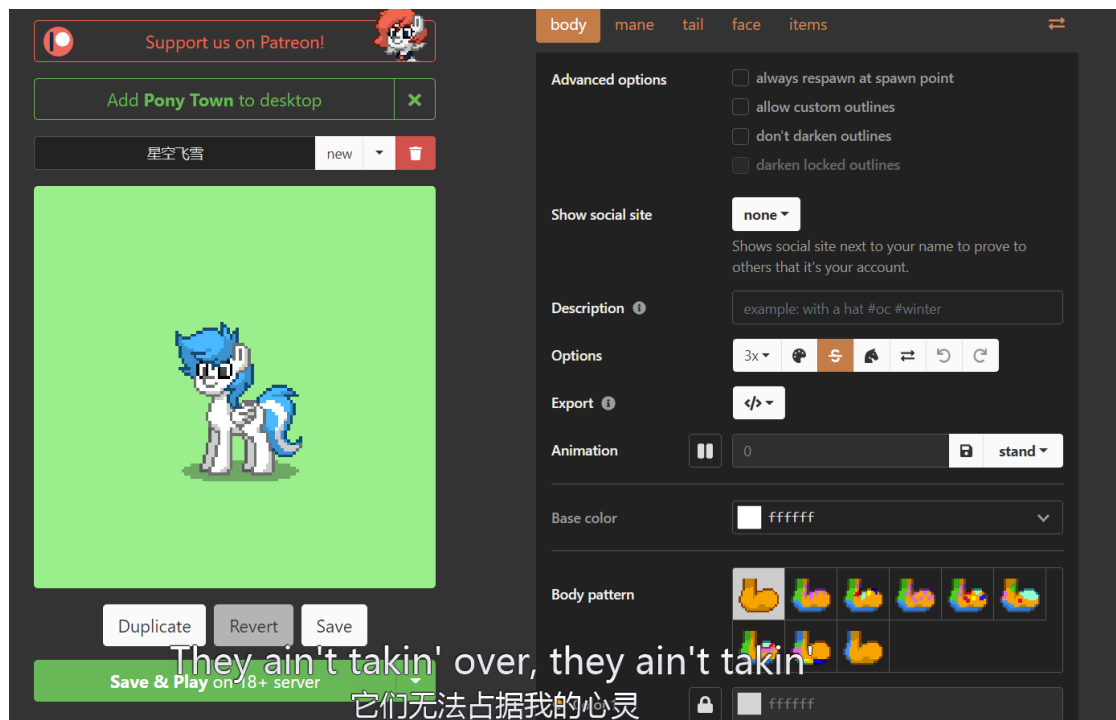 Support us on Patreon!
Add Pony Town to desktop
星空飞雪
new
body mane tail face items
Advanced options
always respawn at spawn point
allow custom outlines
don't darken outlines
darken locked outlines
Show social site
none
Shows social site next to your name to prove to
others that it's your account.
Description
example: with a hat #oc #winter
Options
3x
Export
</>
Animation
0
stand
Base color
ffffff
Body pattern
Duplicate
Revert
Save
Save & Play on 18+ server
They ain't takin' over, they ain't takin'
它们无法占据我的心灵
ffffff